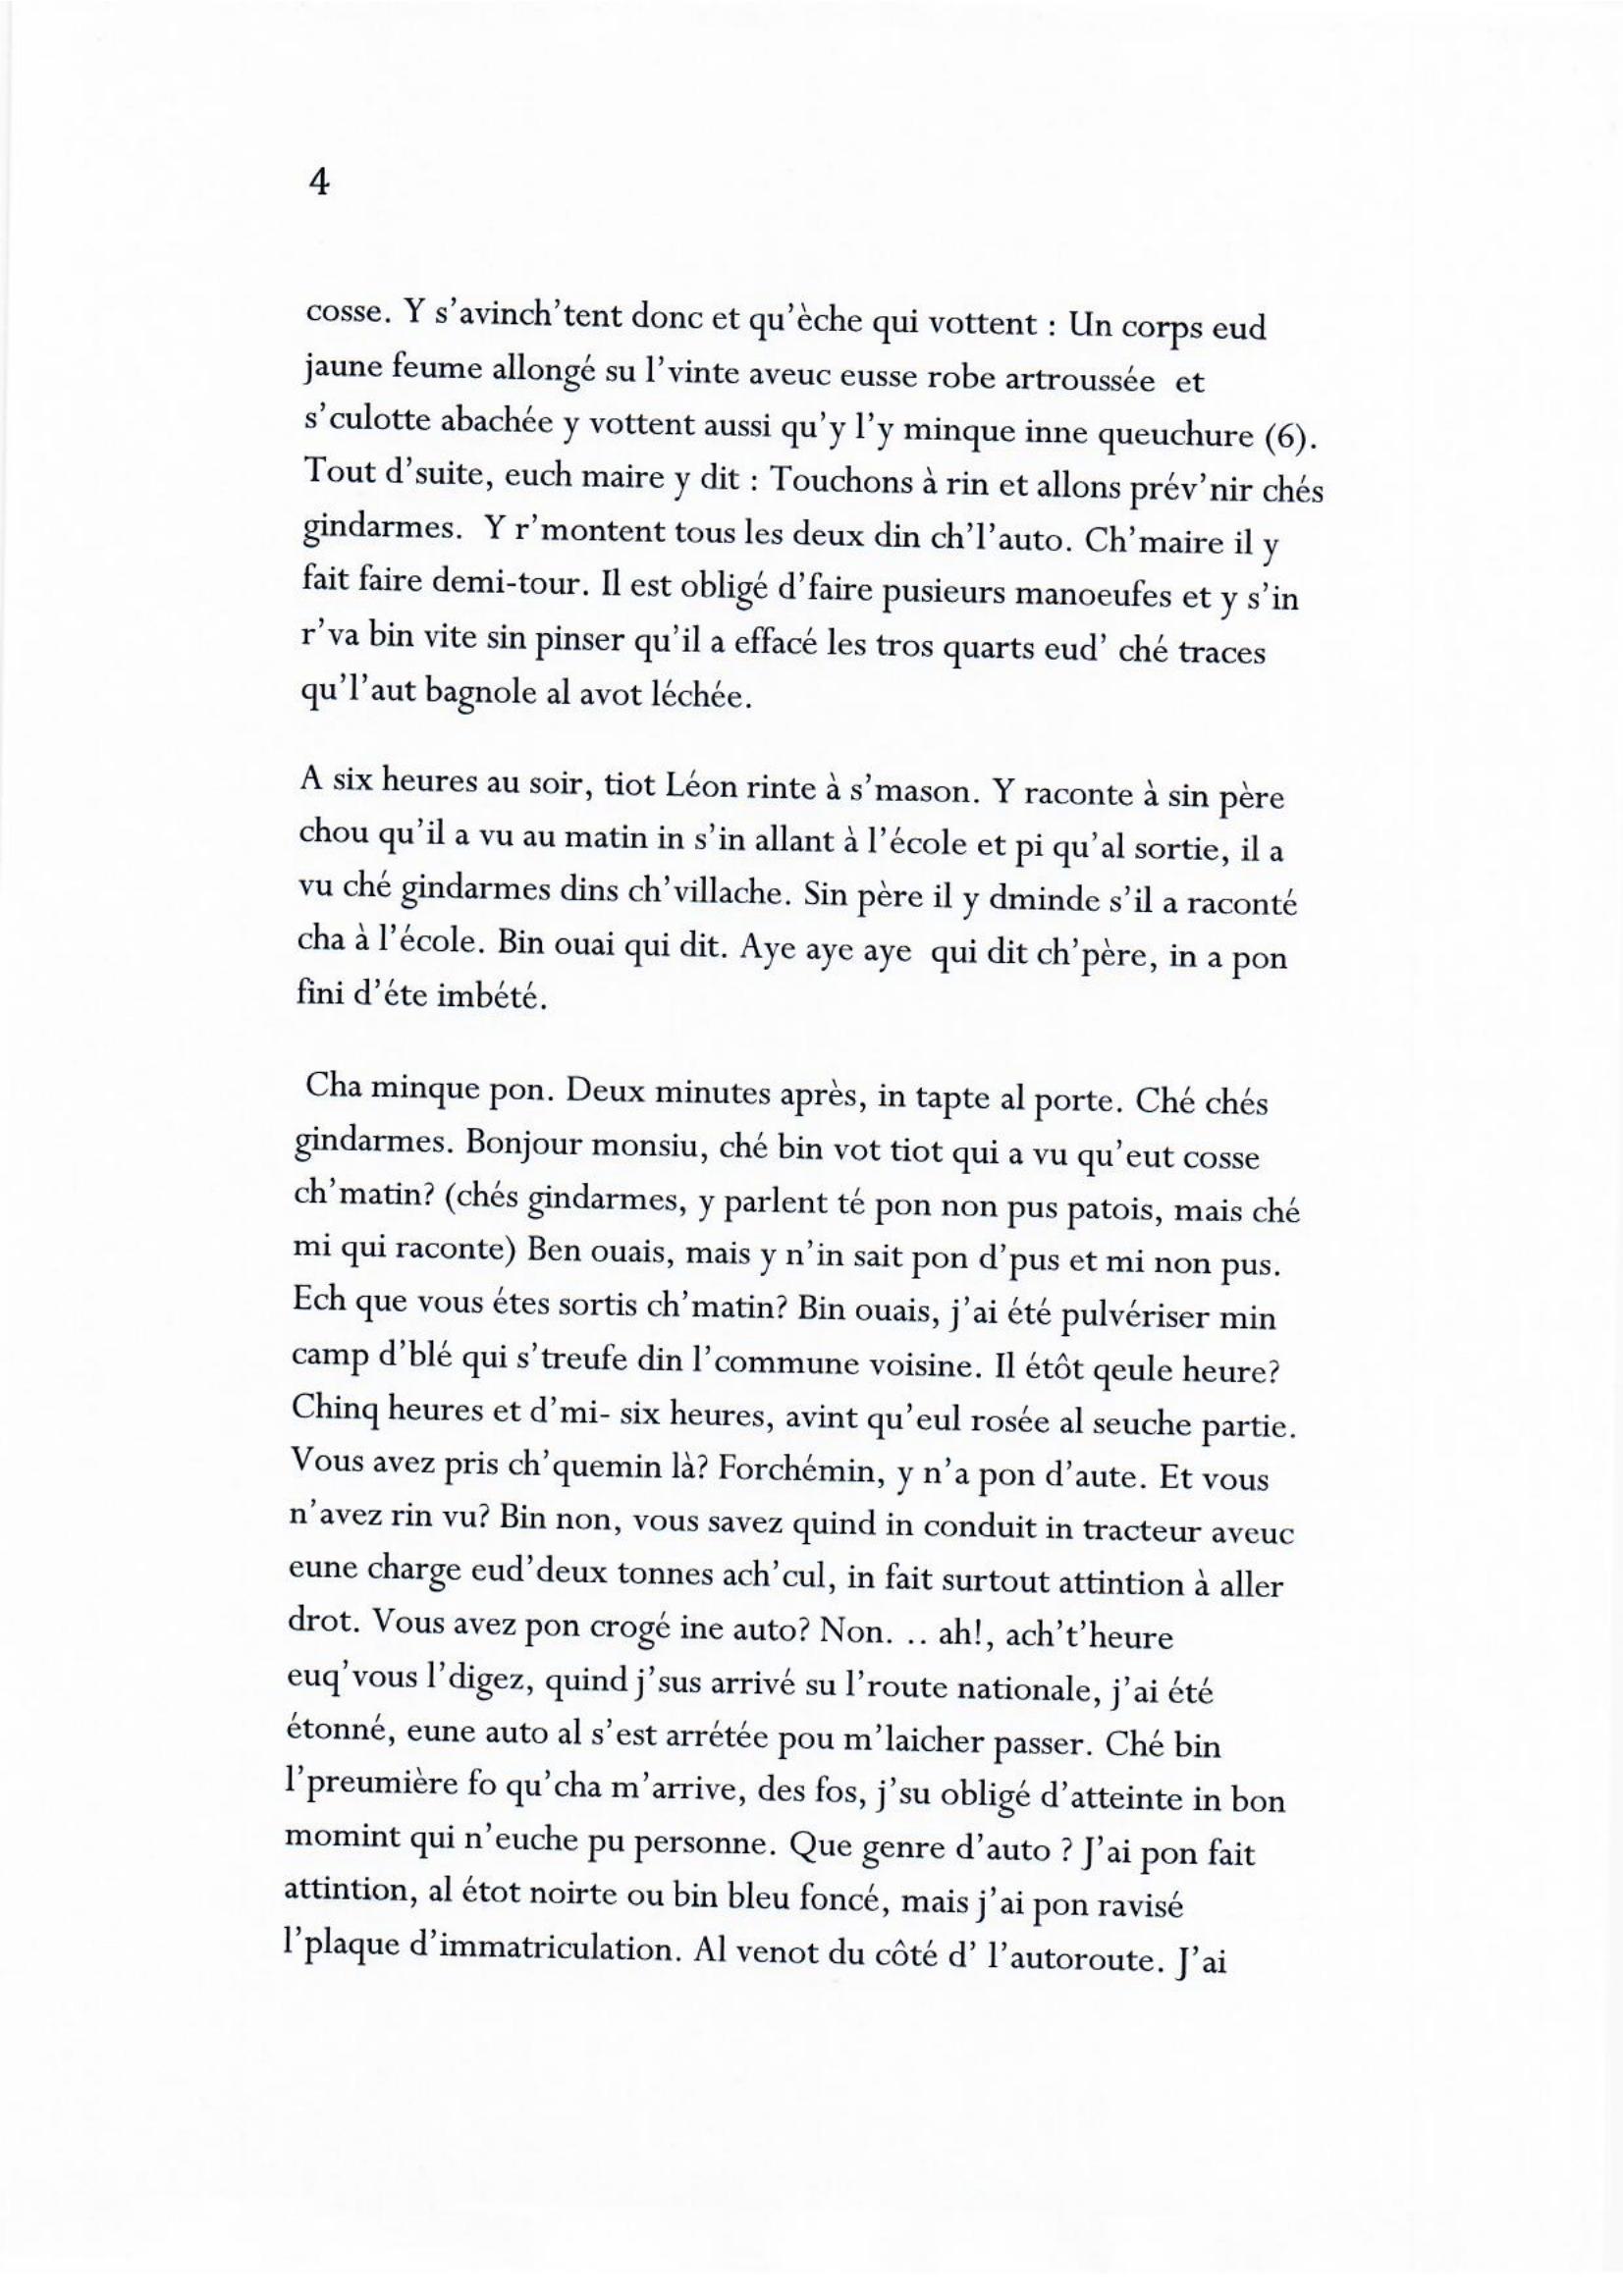 4
cosse. Y s’avinch’tent donc et qu’èche qui vottent : Un corps eud
jaune feume allongé su l’vinte aveuc eusse robe artroussée et
s’culotte abachée y vottent aussi qu’y l’y minque inne queuchure (6).
Tout d’suite, euch maire y dit : Touchons à rin et allons prév’nir chés
gindarmes. Y r’montent tous les deux din ch’l’auto. Ch’maire il y
fait faire demi-tour. Il est obligé d’faire pusieurs manoeufes et y s’in
r’va bin vite sin pinser qu’il a effacé les tros quarts eud’ ché traces
qu’l’aut bagnole al avot léchée.
A six heures au soir, tiot Léon rinte à s’mason. Y raconte à sin père
chou qu’il a vu au matin in s’in allant à l’école et pi qu’al sortie, il a
vu ché gindarmes dins ch’villache. Sin père il y dminde s’il a raconté
cha à l’école. Bin ouai qui dit. Aye aye aye qui dit ch’père, in a pon
fini d’éte imbété.
Cha minque pon. Deux minutes après, in tapte al porte. Ché chés
gindarmes. Bonjour monsiu, ché bin vot tiot qui a vu qu’eut cosse
ch’matin? (chés gindarmes, y parlent té pon non pus patois, mais ché
mi qui raconte) Ben ouais, mais y n’in sait pon d’pus et mi non pus.
Ech que vous étes sortis ch’matin? Bin ouais, j’ai été pulvériser min
camp d’blé qui s’treufe din l’commune voisine. Il étôt qeule heure?
Chinq heures et d’mi- six heures, avint qu’eul rosée al seuche partie.
Vous avez pris ch’quemin là? Forchémin, y n’a pon d’aute. Et vous
n’avez rin vu? Bin non, vous savez quind in conduit in tracteur aveuc
eune charge eud’deux tonnes ach’cul, in fait surtout attintion à aller
drot. Vous avez pon crogé ine auto? Non. .. ah!, ach’t’heure
euq’vous l’digez, quind j’sus arrivé su l’route nationale, j’ai été
étonné, eune auto al s’est arrétée pou m’laicher passer. Ché bin
l’preumière fo qu’cha m’arrive, des fos, j’su obligé d’atteinte in bon
momint qui n’euche pu personne. Que genre d’auto ? J’ai pon fait
attintion, al étot noirte ou bin bleu foncé, mais j’ai pon ravisé
l’plaque d’immatriculation. Al venot du côté d’ l’autoroute. J’ai